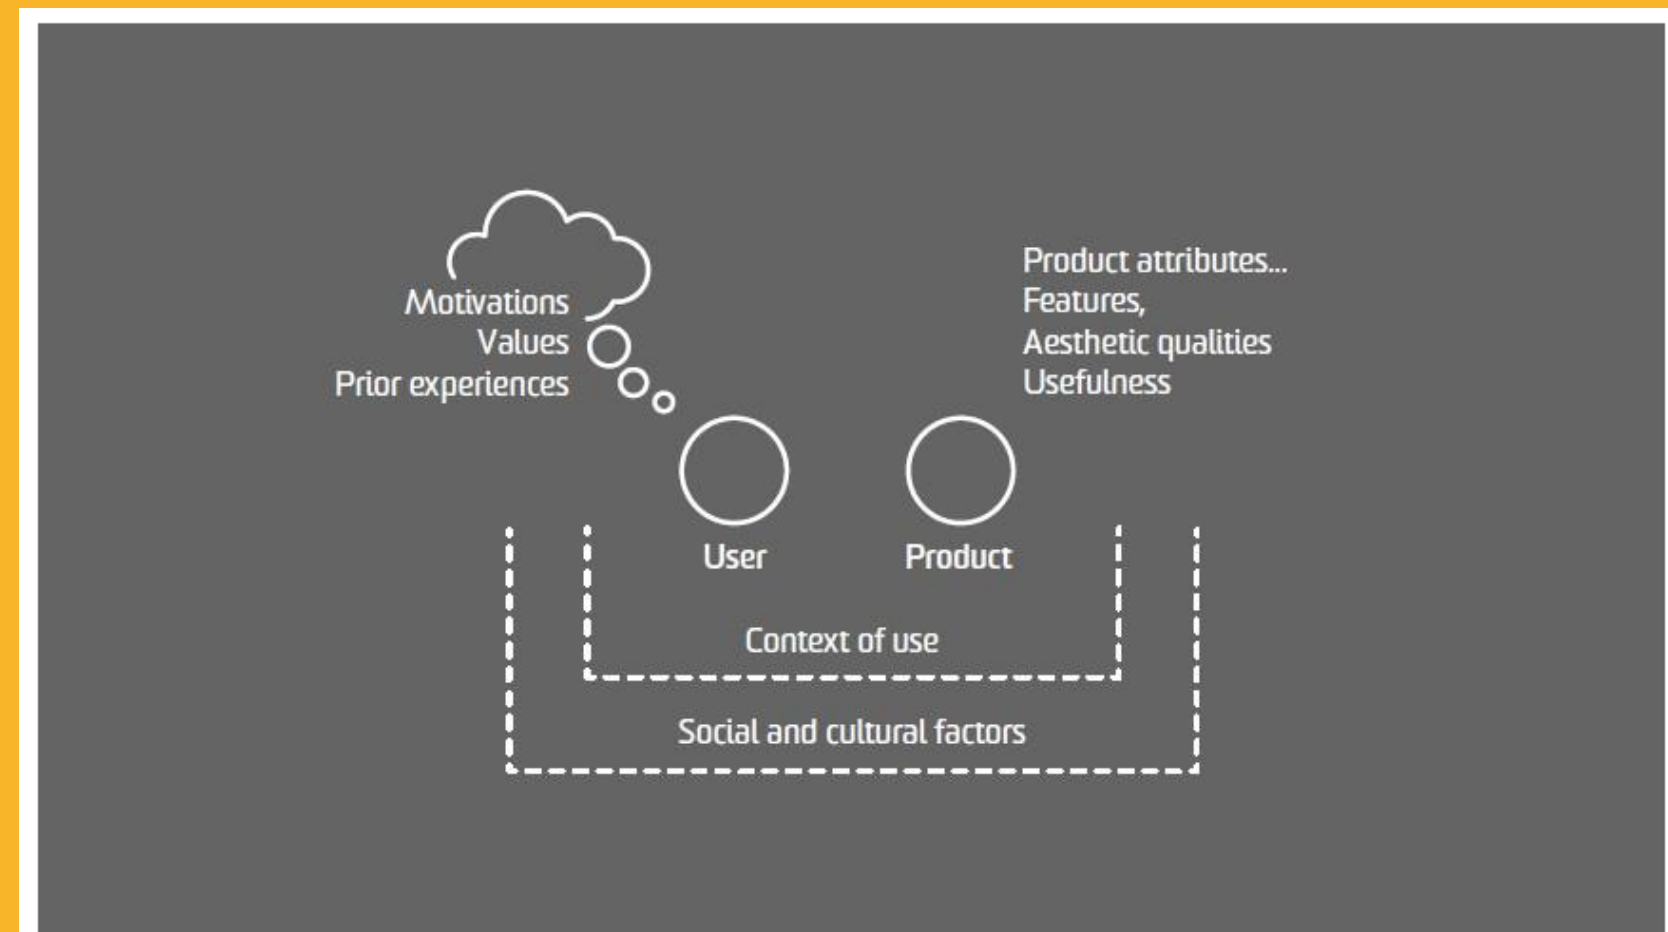 Motivations
Values
Prior experiences
Product attributes...
Features,
Aesthetic qualities
Usefulness
User
Product
Context of use
Social and cultural factors